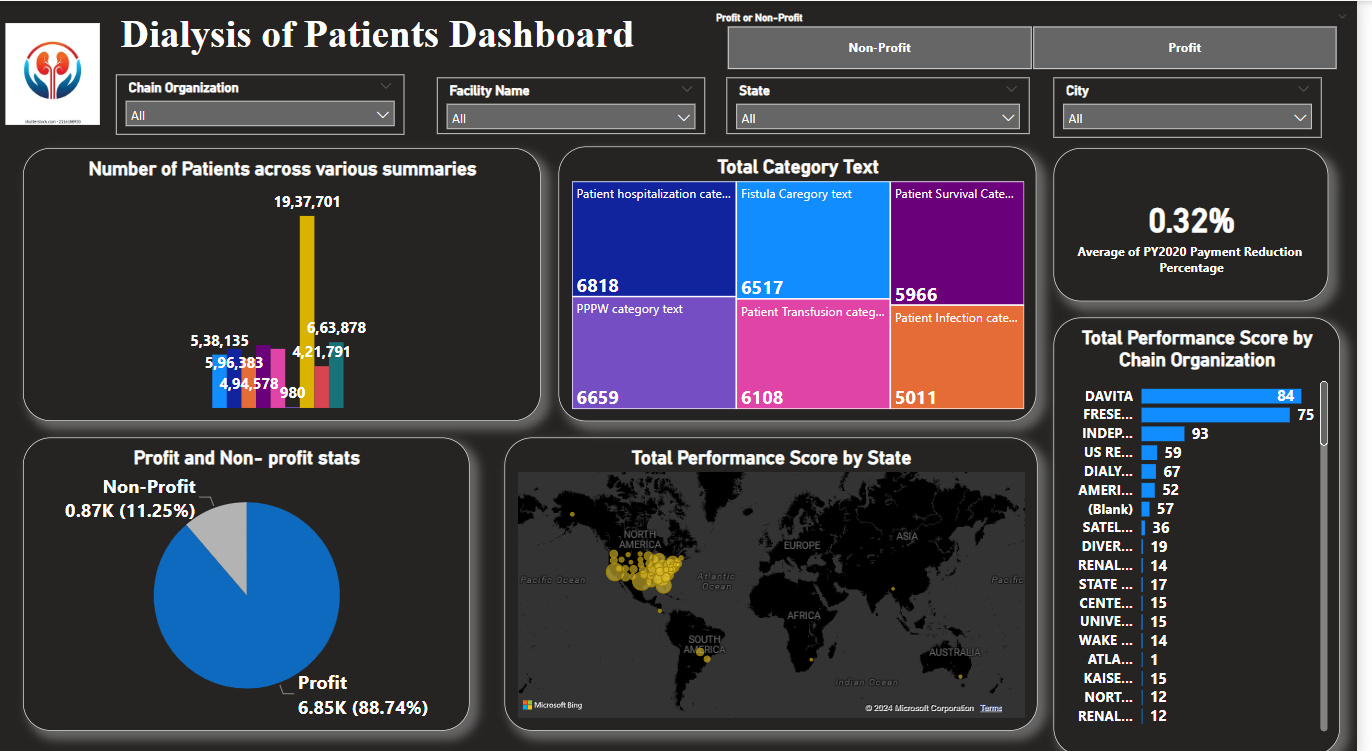 Dialysis of Patients Dashboard
Profit or Non-Profit
Non-Profit
Profit
Chain Organization
All
Facility Name
All
State
All
City
All
Number of Patients across various summaries
19,37,701
6,63,878
5,38,135
4,21,791
5,96,383
4,94,578
980
Total Category Text
Patient hospitalization cate...
6818
Fistula Caregory text
6517
Patient Survival Cate...
5966
PPPW category text
6659
Patient Transfusion categ...
6108
Patient Infection cate...
5011
0.32%
Average of PY2020 Payment Reduction
Percentage
Profit and Non- profit stats
Non-Profit
0.87K (11.25%)
Profit
6.85K (88.74%)
Total Performance Score by State
NORTH
AMERICA
EUROPE
ASIA
Pacific Ocean
Atlantic
Ocean
Pacific
AFRICA
SOUTH
AMERICA
AUSTRALIA
Indian Ocean
Microsoft Bing
© 2024 Microsoft Corporation Terms
Total Performance Score by
Chain Organization
DAVITA 84
FRESE... 75
INDEP... 93
US RE... 59
DIALY... 67
AMERI... 52
(Blank) 57
SATEL... 36
DIVER... 19
RENAL... 14
STATE ... 17
CENTE... 15
UNIVE... 15
WAKE ... 14
ATLA... 1
KAISE... 15
NORT... 12
RENAL... 12